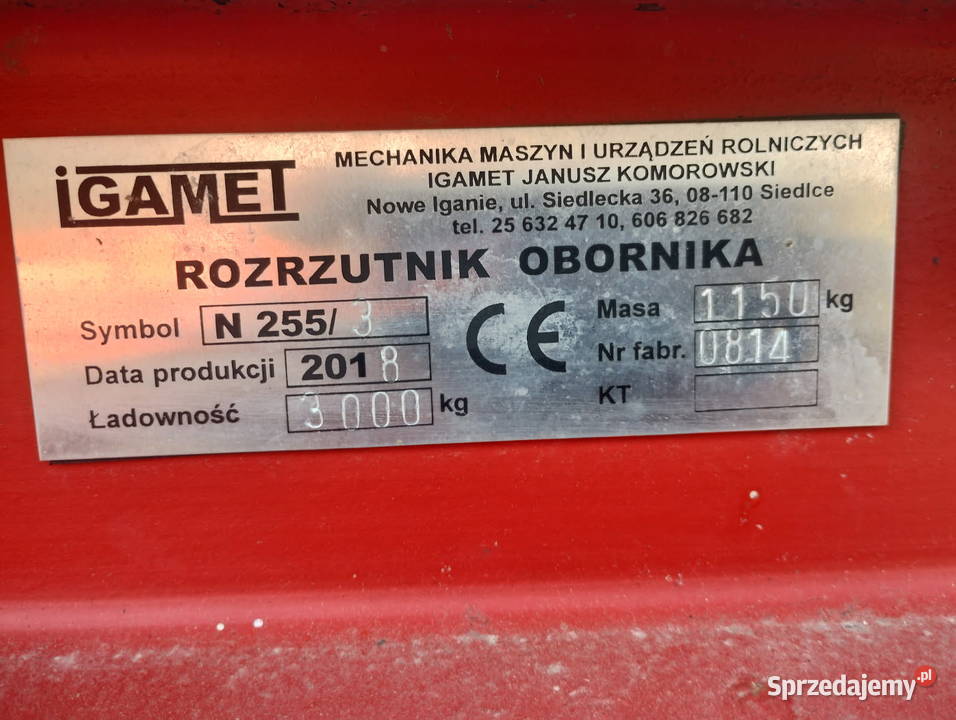 iGAMET
MECHANIKA MASZYN I URZĄDZEŃ ROLNICZYCH
IGAMET JANUSZ KOMOROWSKI
Nowe Iganie, ul. Siedlecka 36, 08-110 Siedlce
tel. 25 632 47 10, 606 826 682
ROZRZUTNIK OBORNIKA
Symbol N 255/3
Data produkcji 2018
Ładowność 3000 kg
CE
Masa 1150 kg
Nr fabr. 0814
KT
Sprzedajemy.pl